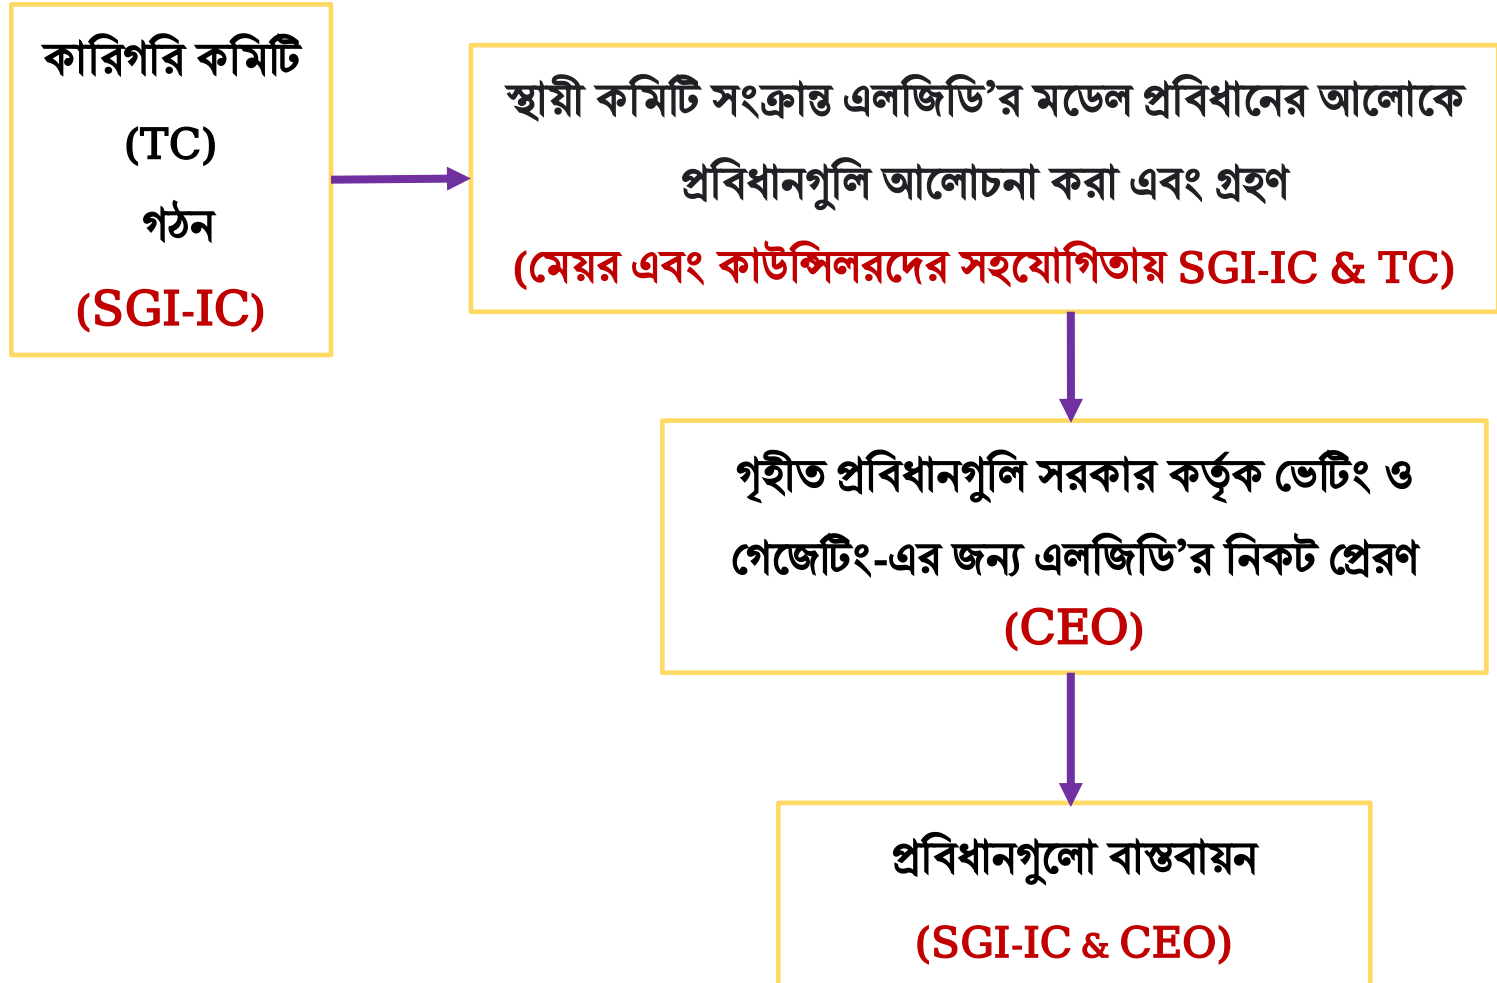 কারিগরি কমিটি
(TC)
গঠন
(SGI-IC)
স্থায়ী কমিটি সংক্রান্ত এলজিডি’র মডেল প্রবিধানের আলোকে
প্রবিধানগুলি আলোচনা করা এবং গ্রহণ
(মেয়র এবং কাউন্সিলরদের সহযোগিতায় SGI-IC & TC)
গৃহীত প্রবিধানগুলি সরকার কর্তৃক ভেটিং ও
গেজেটিং-এর জন্য এলজিডি’র নিকট প্রেরণ
(CEO)
প্রবিধানগুলো বাস্তবায়ন
(SGI-IC & CEO)